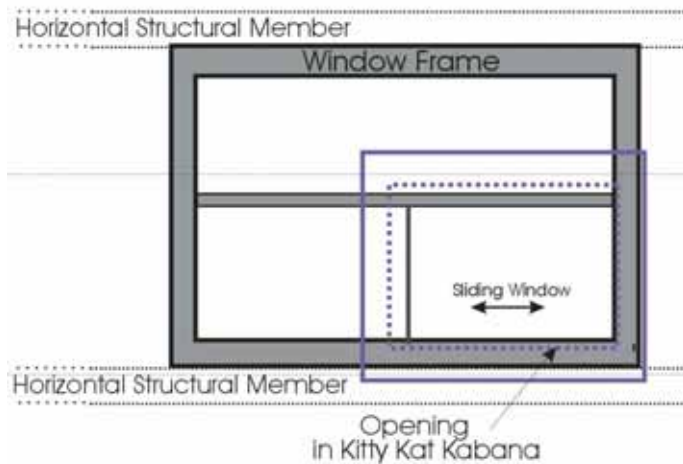 Horizontal Structural Member
Window Frame
Sliding Window
Horizontal Structural Member
Opening
in Kitty Kat Kabana